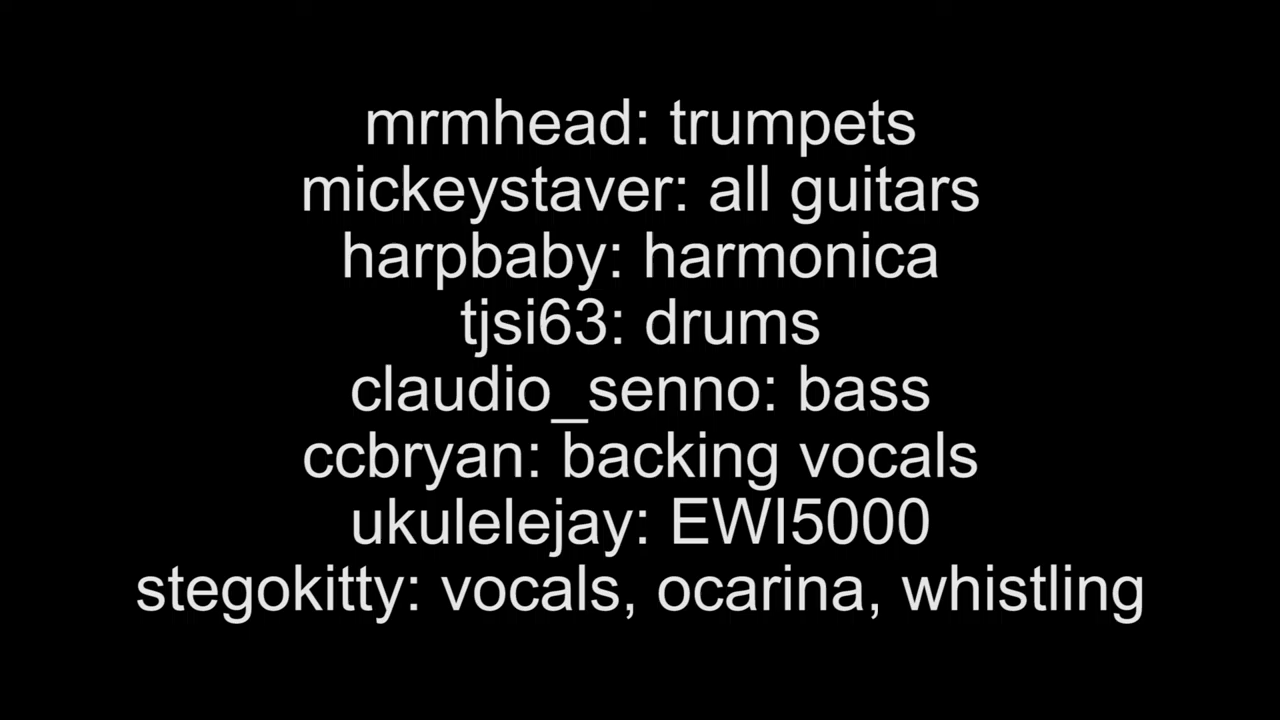 mrmhead: trumpets
mickeystaver: all guitars
harpbaby: harmonica
tjsi63: drums
claudio_senno: bass
ccbryan: backing vocals
ukulelejay: EWI5000
stegokitty: vocals, ocarina, whistling